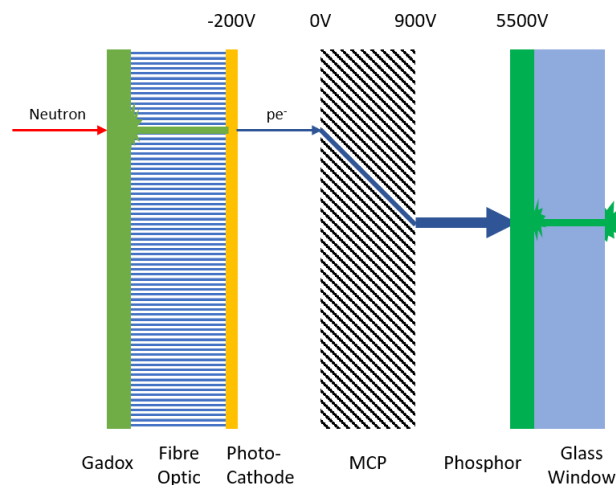 -200V 0V 900V 5500V
Neutron
pe⁻
Gadox
Fibre
Optic
Photo-
Cathode
MCP
Phosphor
Glass
Window